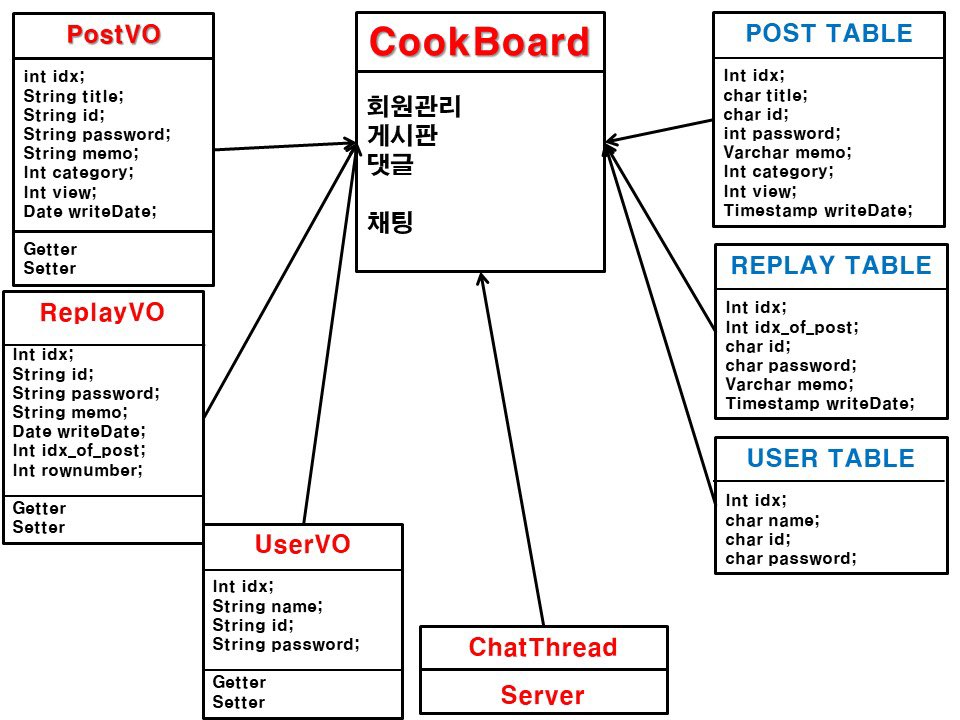 PostVO
int idx;
String title;
String id;
String password;
String memo;
Int category;
Int view;
Date writeDate;
Getter
Setter
ReplayVO
Int idx;
String id;
String password;
String memo;
Date writeDate;
Int idx_of_post;
Int rownumber;
Getter
Setter
UserVO
Int idx;
String name;
String id;
String password;
Getter
Setter
CookBoard
회원관리
게시판
댓글
채팅
ChatThread
Server
POST TABLE
Int idx;
char title;
char id;
int password;
Varchar memo;
Int category;
Int view;
Timestamp writeDate;
REPLAY TABLE
Int idx;
Int idx_of_post;
char id;
char password;
Varchar memo;
Timestamp writeDate;
USER TABLE
Int idx;
char name;
char id;
char password;